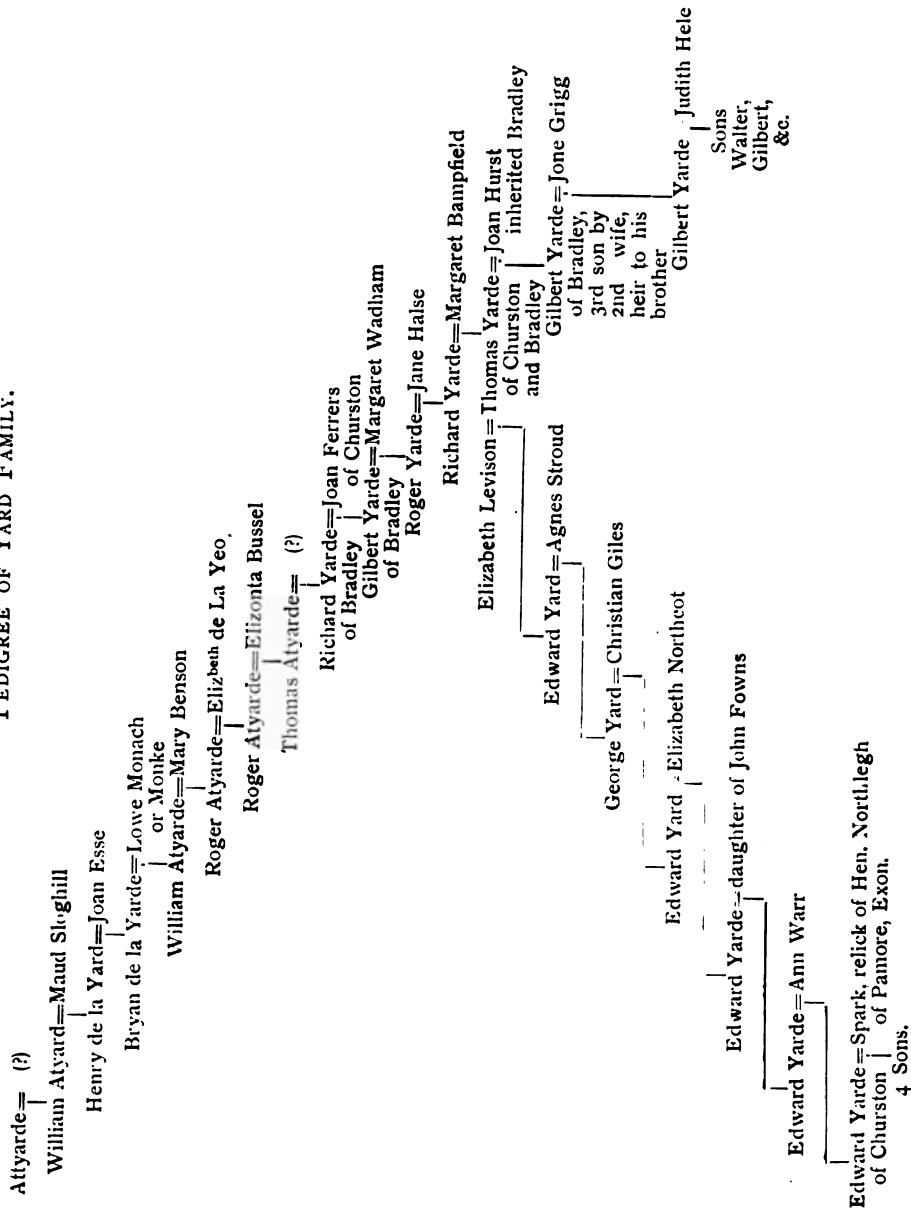 PEDIGREE OF YARD FAMILY.
Attyarde= (?)
William Atyard=Maud Sloghill
Henry de la Yard=Joan Esse
Bryan de la Yarde=Lowe Monach
or Monke
William Atyarde=Mary Benson
Roger Atyarde=Elizbeth de La Yeo.
Roger Atyarde=Elizonta Bussel
Thomas Atyarde= (?)
Richard Yarde=Joan Ferrers
of Bradley of Churston
Gilbert Yarde=Margaret Wadham
of Bradley
Roger Yarde=Jane Halse
Richard Yarde=Margaret Bampfield
Elizabeth Levison=Thomas Yarde=Joan Hurst
of Churston inherited Bradley
and Bradley
Gilbert Yarde=Jone Grigg
of Bradley,
3rd son by
2nd wife,
heir to his
brother
Gilbert Yarde Judith Hele
Sons
Walter,
Gilbert,
&c.
Edward Yard=Agnes Stroud
George Yard=Christian Giles
Edward Yard-Elizabeth Northcot
Edward Yarde=daughter of John Fowns
Edward Yarde=Ann Warr
Edward Yarde=Spark, relick of Hen. Northlegh
of Churston of Pamore, Exon.
4 Sons.